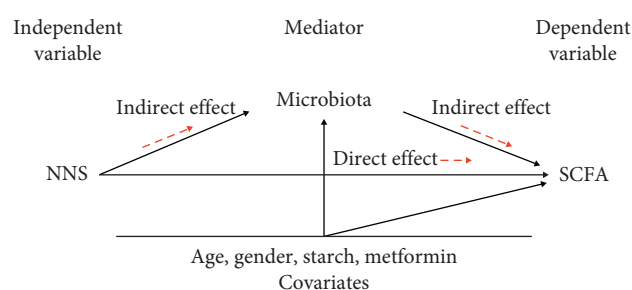 Independent
variable
Mediator
Dependent
variable
Indirect effect
Microbiota
Indirect effect
Direct effect
NNS
SCFA
Age, gender, starch, metformin
Covariates